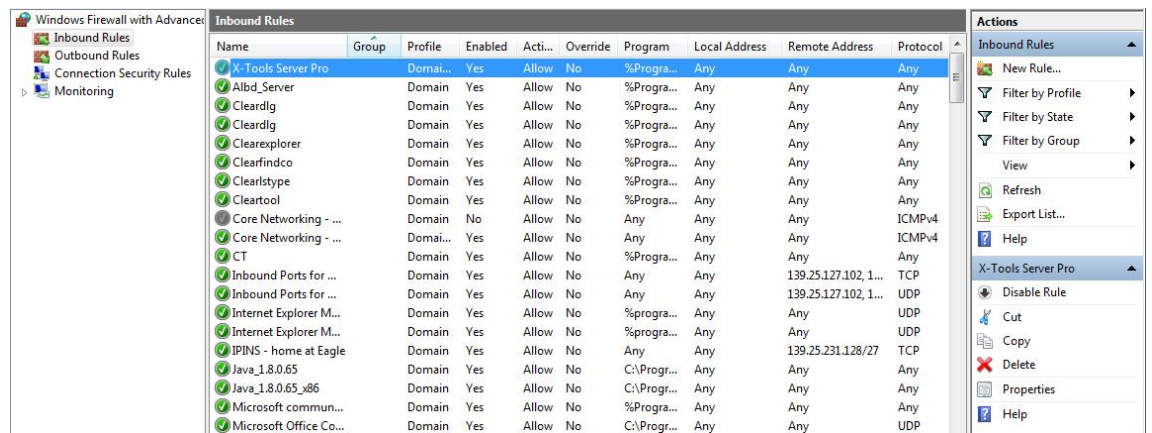 Windows Firewall with Advanced
Inbound Rules
Outbound Rules
Connection Security Rules
Monitoring
Inbound Rules
Name Group Profile Enabled Acti... Override Program Local Address Remote Address Protocol
X-Tools Server Pro Domai... Yes Allow No %Progra... Any Any Any
Albd_Server Domain Yes Allow No %Progra... Any Any Any
Cleardlg Domain Yes Allow No %Progra... Any Any Any
Cleardlg Domain Yes Allow No %Progra... Any Any Any
Clearexplorer Domain Yes Allow No %Progra... Any Any Any
Clearfindco Domain Yes Allow No %Progra... Any Any Any
Clearlstype Domain Yes Allow No %Progra... Any Any Any
Cleartool Domain Yes Allow No %Progra... Any Any Any
Core Networking - ... Domain No Allow No Any Any Any ICMPv4
Core Networking - ... Domai... Yes Allow No Any Any Any ICMPv4
CT Domain Yes Allow No %Progra... Any Any Any
Inbound Ports for ... Domain Yes Allow No Any Any 139.25.127.102, 1... TCP
Inbound Ports for ... Domain Yes Allow No Any Any 139.25.127.102, 1... UDP
Internet Explorer M... Domain Yes Allow No %progra... Any Any UDP
Internet Explorer M... Domain Yes Allow No %progra... Any Any UDP
IPINS - home at Eagle Domain Yes Allow No Any Any 139.25.231.128/27 TCP
Java_1.8.0.65 Domain Yes Allow No C:\Progr... Any Any Any
Java_1.8.0.65_x86 Domain Yes Allow No C:\Progr... Any Any Any
Microsoft commun... Domain Yes Allow No %Progra... Any Any Any
Microsoft Office Co... Domain Yes Allow No C:\Progr... Any Any UDP
Actions
Inbound Rules
New Rule...
Filter by Profile
Filter by State
Filter by Group
View
Refresh
Export List...
Help
X-Tools Server Pro
Disable Rule
Cut
Copy
Delete
Properties
Help